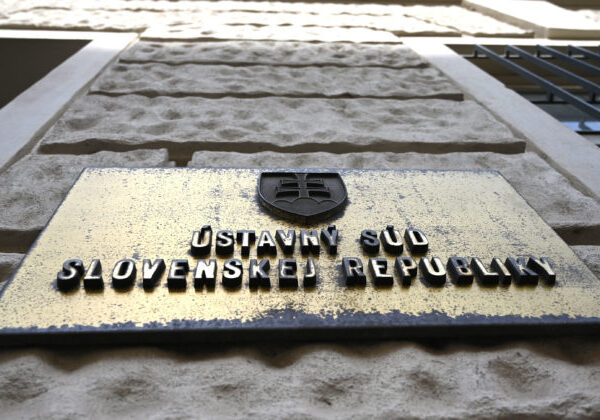 ÚSTAVNÝ SÚD
SLOVENSKEJ REPUBLIKY